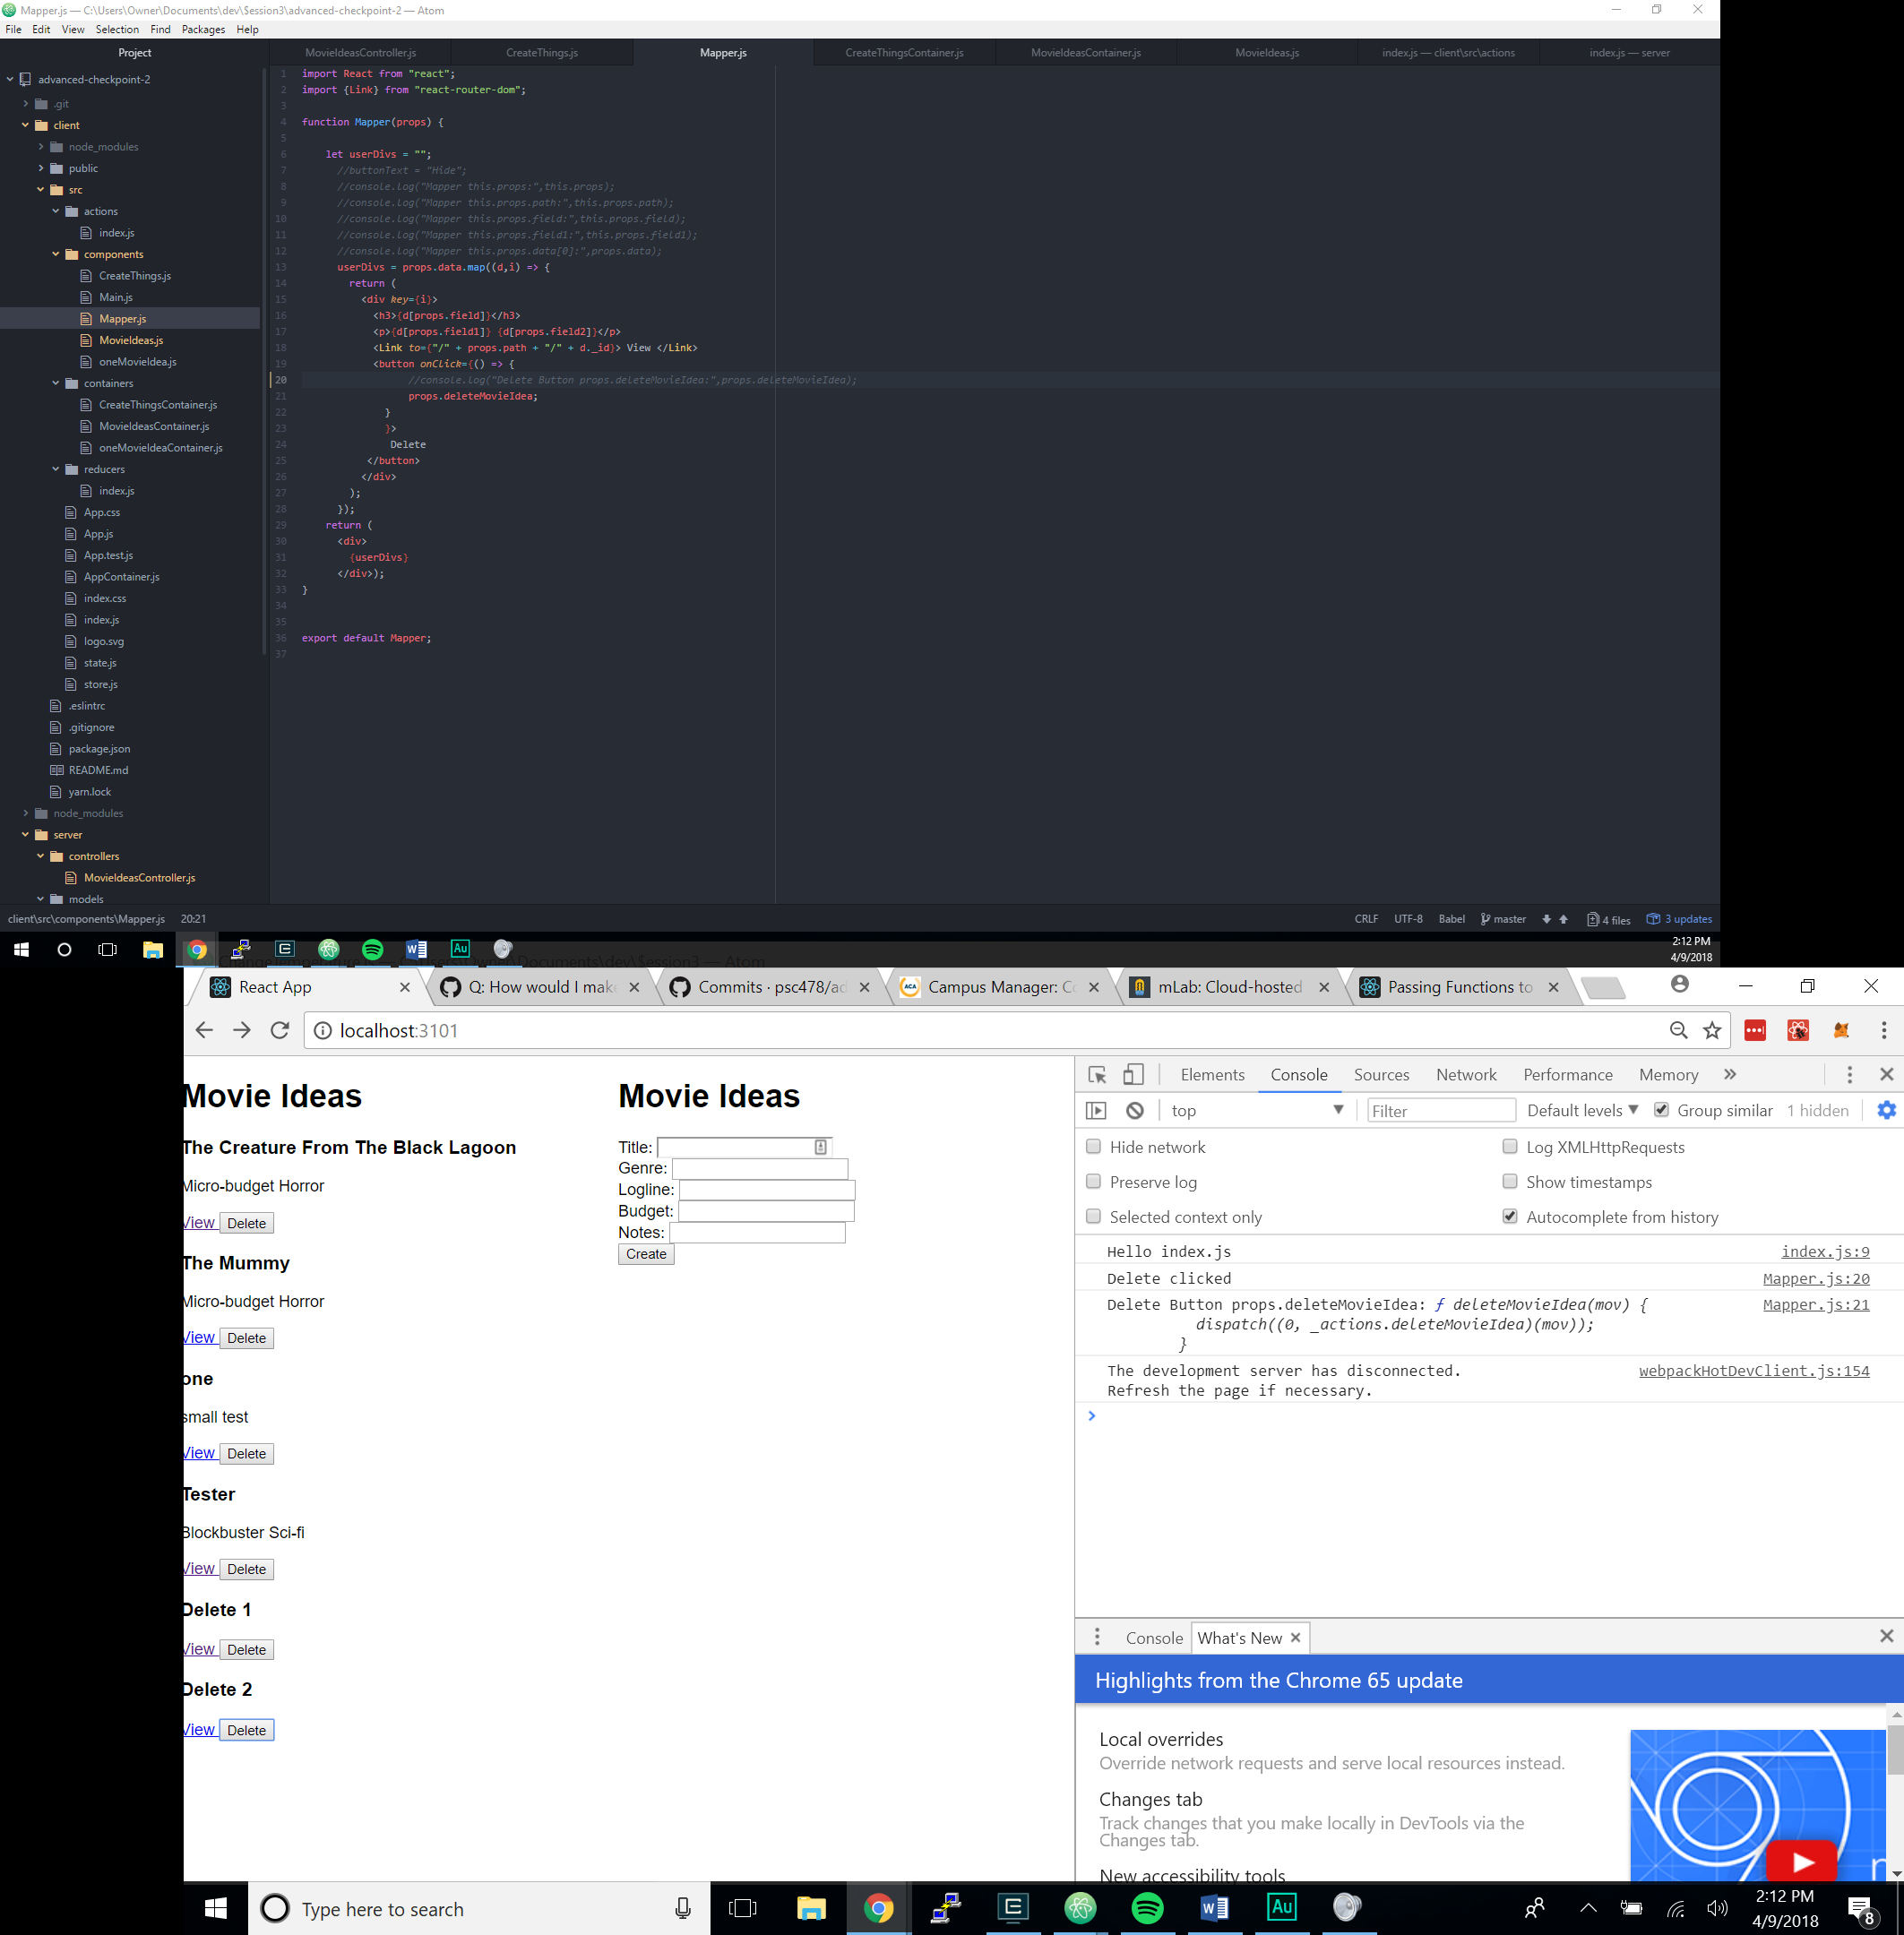 Mapper.js — C:\Users\Owner\Documents\dev\$ession3\advanced-checkpoint-2 — Atom
File Edit View Selection Find Packages Help
Project
advanced-checkpoint-2
.git
client
node_modules
public
src
actions
index.js
components
CreateThings.js
Main.js
Mapper.js
MovieIdeas.js
oneMovieIdea.js
containers
CreateThingsContainer.js
MovieIdeasContainer.js
oneMovieIdeaContainer.js
reducers
index.js
App.css
App.js
App.test.js
AppContainer.js
index.css
index.js
logo.svg
state.js
store.js
.eslintrc
.gitignore
package.json
README.md
yarn.lock
node_modules
server
controllers
MovieIdeasController.js
models
MovieIdeasController.js CreateThings.js Mapper.js CreateThingsContainer.js MovieIdeasContainer.js MovieIdeas.js index.js — client\src\actions index.js — server
1 import React from "react";
2 import {Link} from "react-router-dom";
3
4 function Mapper(props) {
5
6 let userDivs = "";
7 //buttonText = "Hide";
8 //console.log("Mapper this.props:",this.props);
9 //console.log("Mapper this.props.path:",this.props.path);
10 //console.log("Mapper this.props.field:",this.props.field);
11 //console.log("Mapper this.props.field1:",this.props.field1);
12 //console.log("Mapper this.props.data[0]:",props.data);
13 userDivs = props.data.map((d,i) => {
14 return (
15 <div key={i}>
16 <h3>{d[props.field]}</h3>
17 <p>{d[props.field1]} {d[props.field2]}</p>
18 <Link to={"/" + props.path + "/" + d._id}> View </Link>
19 <button onClick={() => {
20 //console.log("Delete Button props.deleteMovieIdea:",props.deleteMovieIdea);
21 props.deleteMovieIdea;
22 }
23 }>
24 Delete
25 </button>
26 </div>
27 );
28 });
29 return (
30 <div>
31 {userDivs}
32 </div>);
33 }
34
35
36 export default Mapper;
37
client\src\components\Mapper.js 20:21 CRLF UTF-8 Babel master 4 files 3 updates
2:12 PM
4/9/2018
React App Q: How would I mak Commits · psc478/ad Campus Manager: Co mLab: Cloud-hosted Passing Functions to
localhost:3101
Movie Ideas
The Creature From The Black Lagoon
Micro-budget Horror
View Delete
The Mummy
Micro-budget Horror
View Delete
one
small test
View Delete
Tester
Blockbuster Sci-fi
View Delete
Delete 1
View Delete
Delete 2
View Delete
Movie Ideas
Title:
Genre:
Logline:
Budget:
Notes:
Create
Elements Console Sources Network Performance Memory »
top Filter Default levels Group similar 1 hidden
Hide network Log XMLHttpRequests
Preserve log Show timestamps
Selected context only Autocomplete from history
Hello index.js index.js:9
Delete clicked Mapper.js:20
Delete Button props.deleteMovieIdea: ƒ deleteMovieIdea(mov) { Mapper.js:21
dispatch((0, _actions.deleteMovieIdea)(mov));
}
The development server has disconnected. webpackHotDevClient.js:154
Refresh the page if necessary.
Console What's New
Highlights from the Chrome 65 update
Local overrides
Override network requests and serve local resources instead.
Changes tab
Track changes that you make locally in DevTools via the
Changes tab.
New accessibility tools
Type here to search
2:12 PM
4/9/2018
8